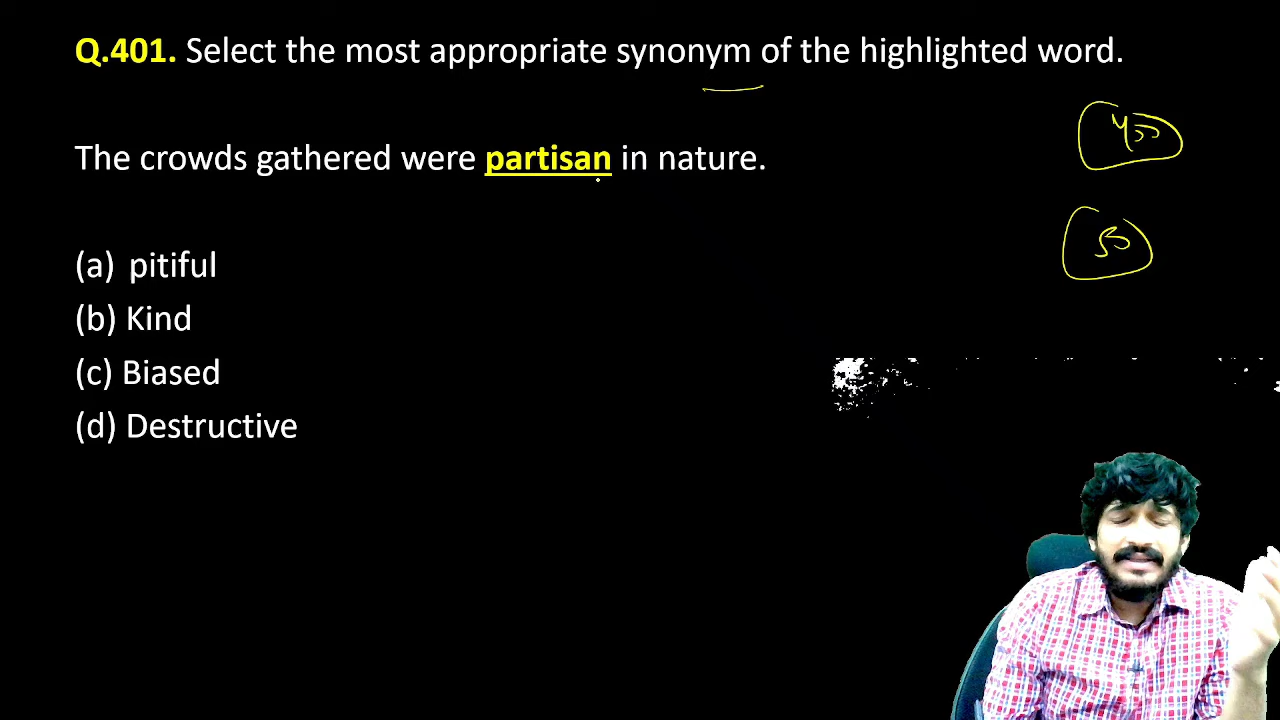 Q.401. Select the most appropriate synonym of the highlighted word.
The crowds gathered were partisan in nature.
(a) pitiful
(b) Kind
(c) Biased
(d) Destructive